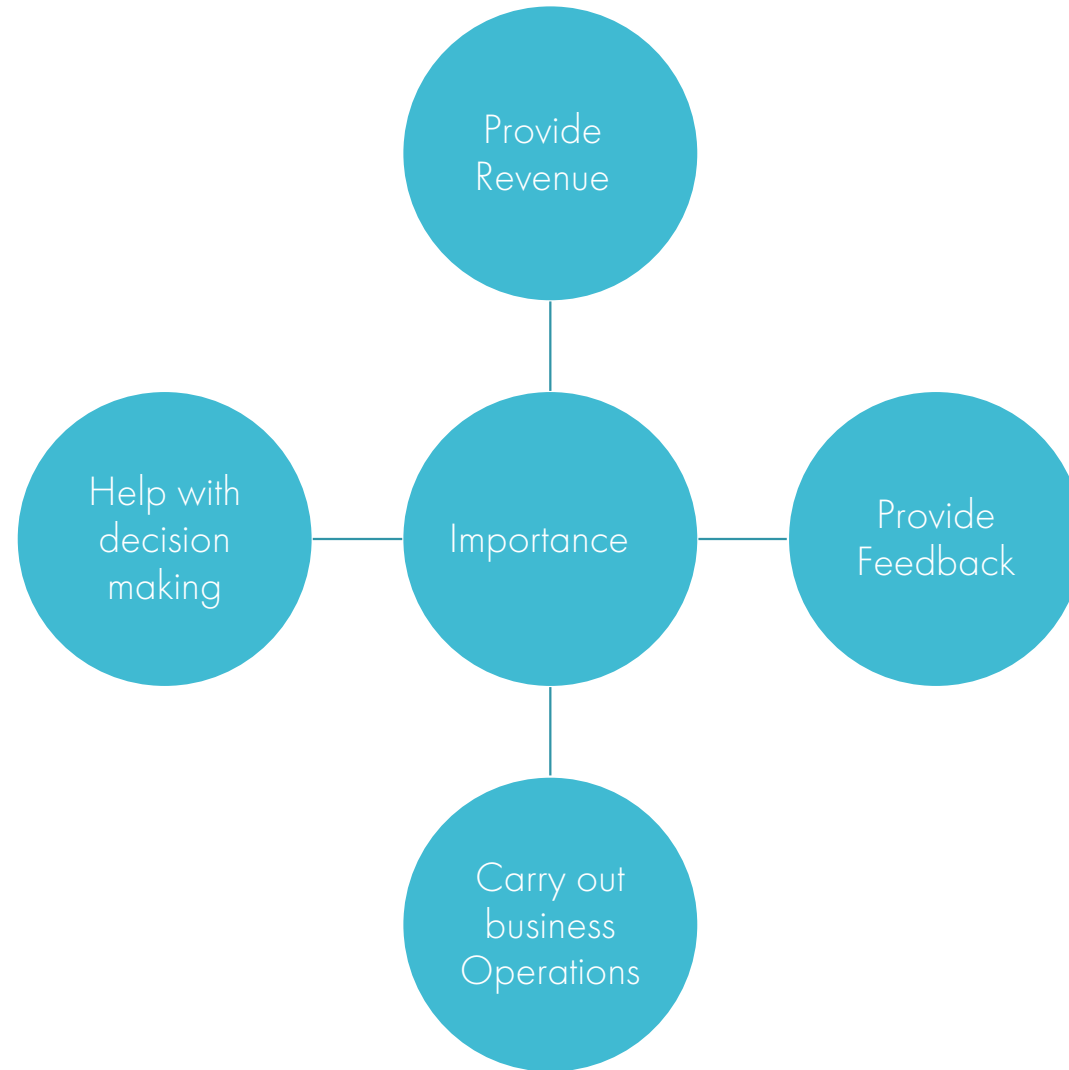 Provide
Revenue
Help with
decision
making
Importance
Provide
Feedback
Carry out
business
Operations